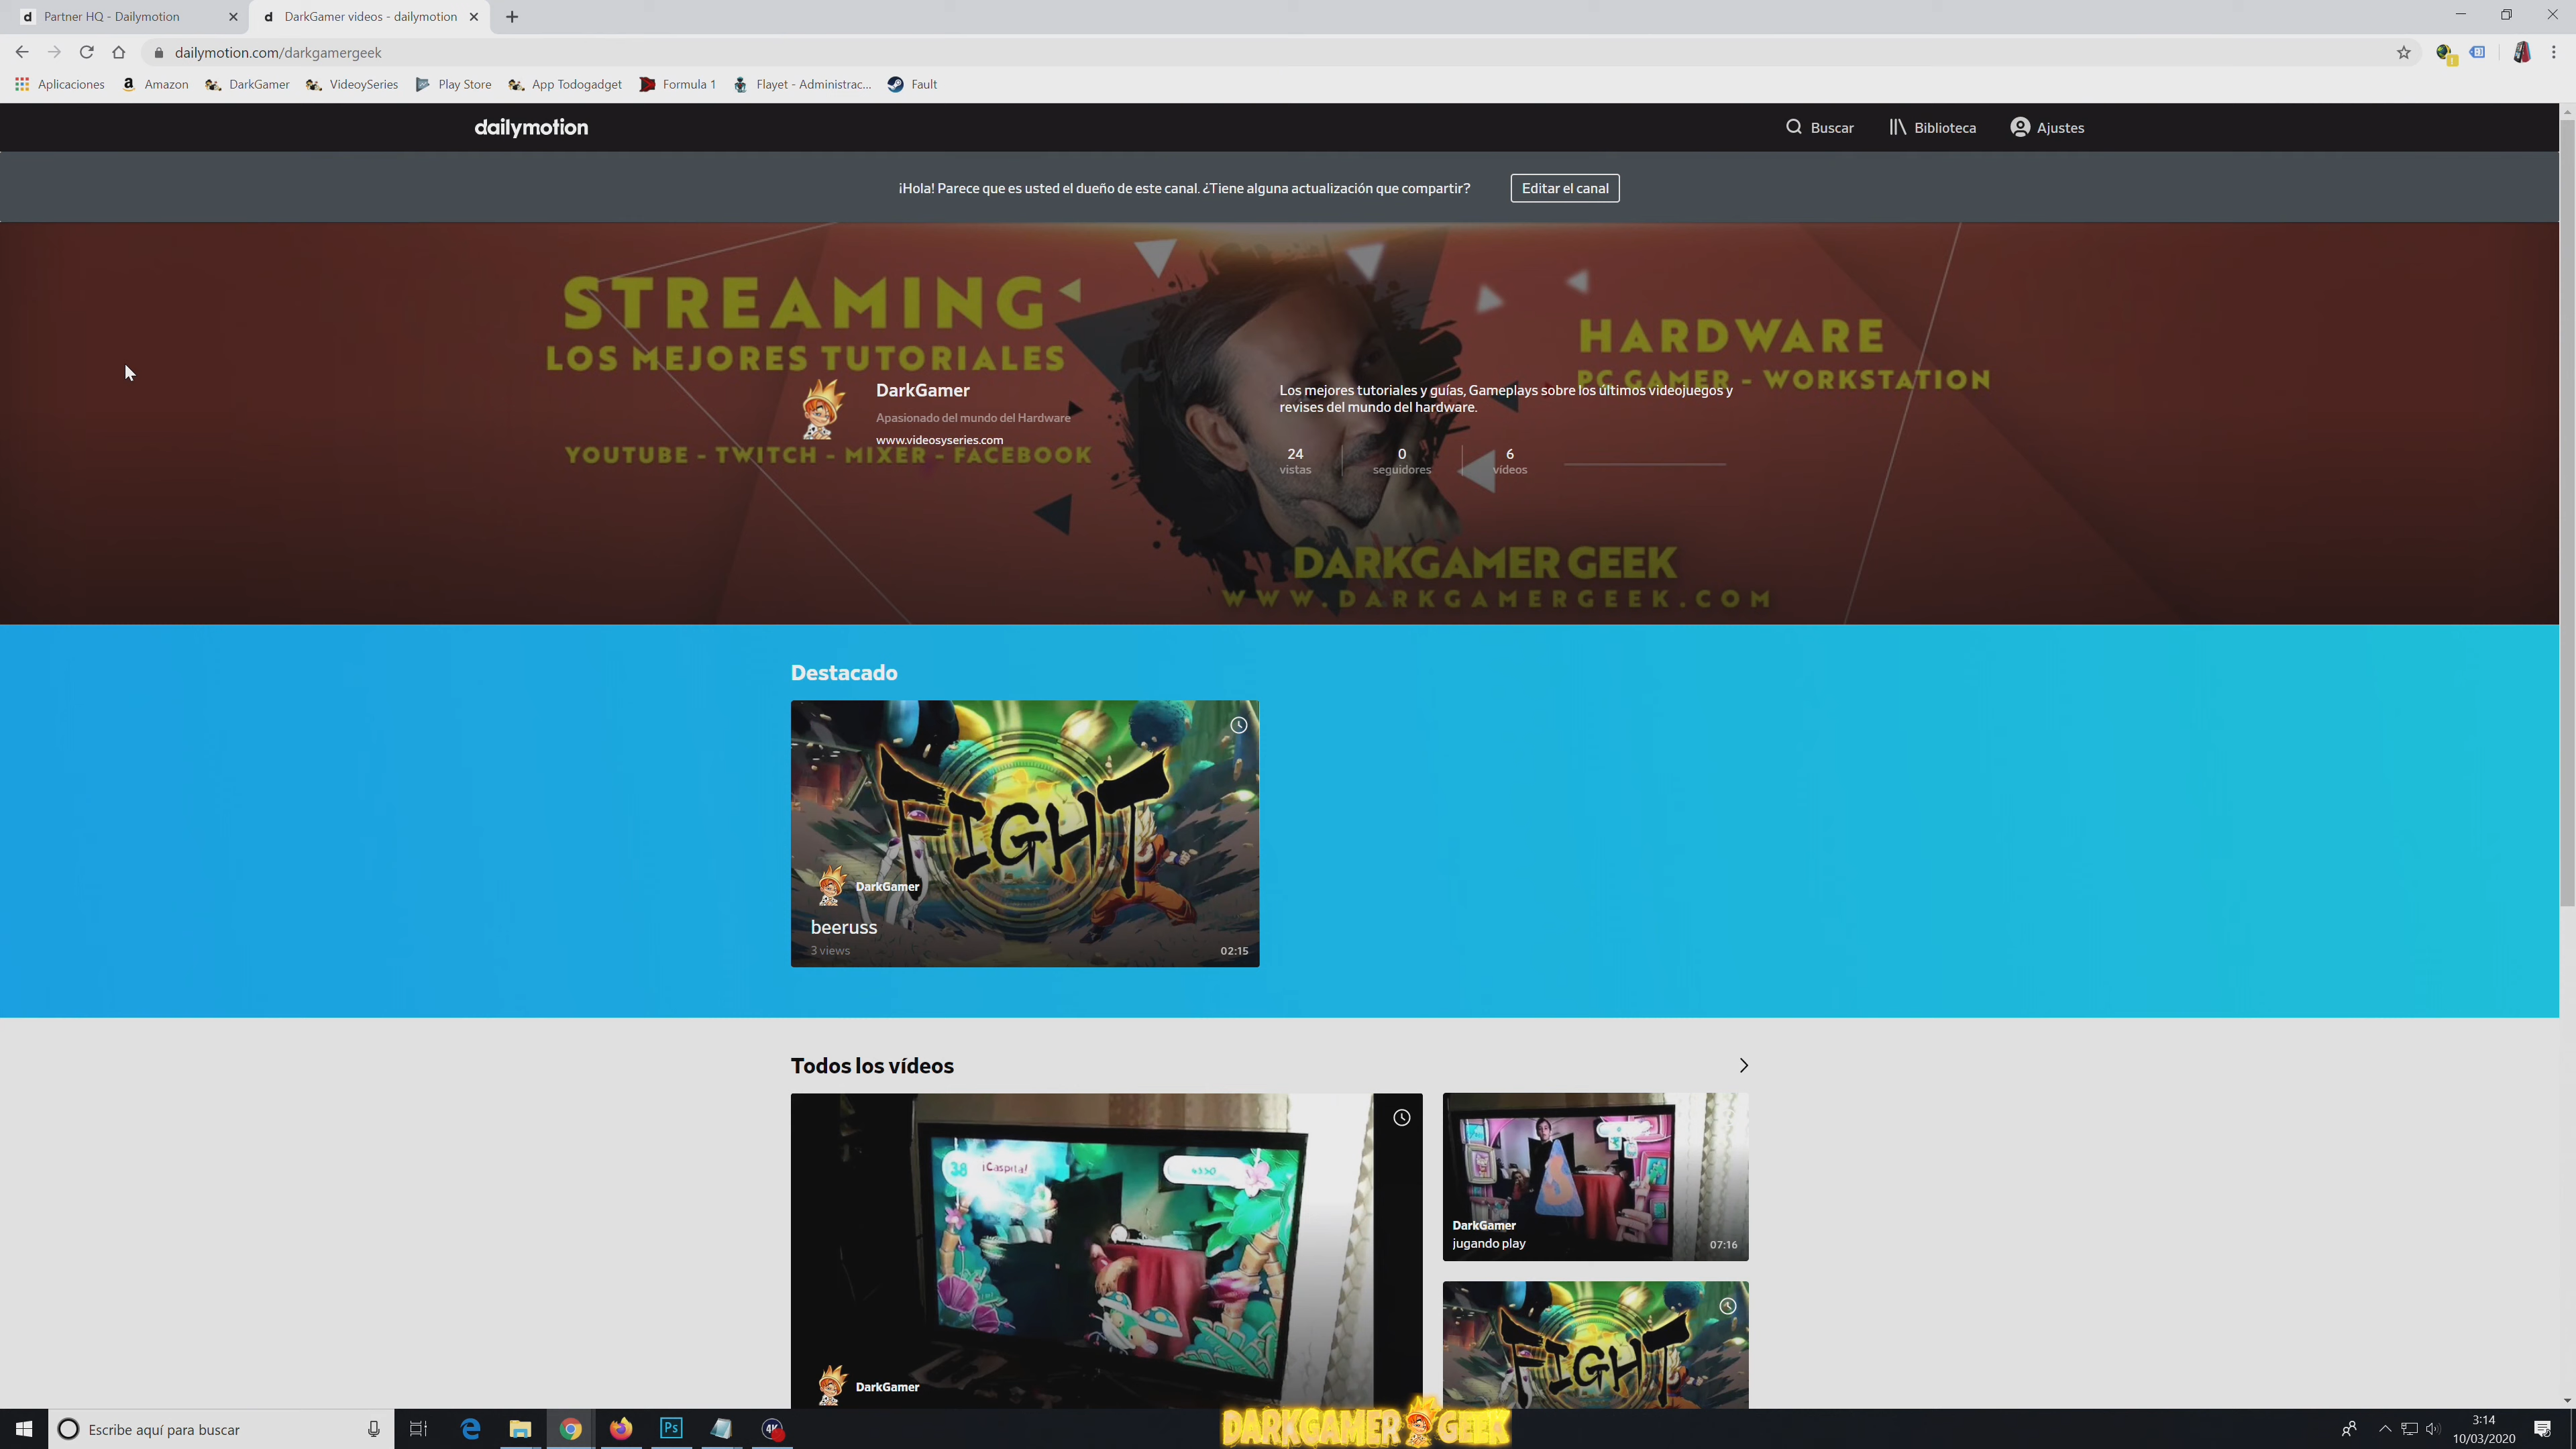 Partner HQ - Dailymotion
DarkGamer videos - dailymotion
dailymotion.com/darkgamergeek
Aplicaciones
Amazon
DarkGamer
VideoySeries
Play Store
App Todogadget
Formula 1
Flayet - Administrac...
Fault
dailymotion
Buscar
Biblioteca
Ajustes
¡Hola! Parece que es usted el dueño de este canal. ¿Tiene alguna actualización que compartir?
Editar el canal
STREAMING
LOS MEJORES TUTORIALES
HARDWARE
PC GAMER - WORKSTATION
DarkGamer
Apasionado del mundo del Hardware
www.videosyseries.com
YOUTUBE - TWITCH - MIXER - FACEBOOK
Los mejores tutoriales y guías, Gameplays sobre los últimos videojuegos y
revises del mundo del hardware.
24
vistas
0
seguidores
6
vídeos
DARKGAMER GEEK
WWW.DARKGAMERGEEK.COM
Destacado
FIGHT
DarkGamer
beeruss
3 views
02:15
Todos los vídeos
38
¡Caspita!
DarkGamer
DarkGamer
jugando play
07:16
FIGHT
Escribe aquí para buscar
Ps
4K
DARKGAMER GEEK
3:14
10/03/2020